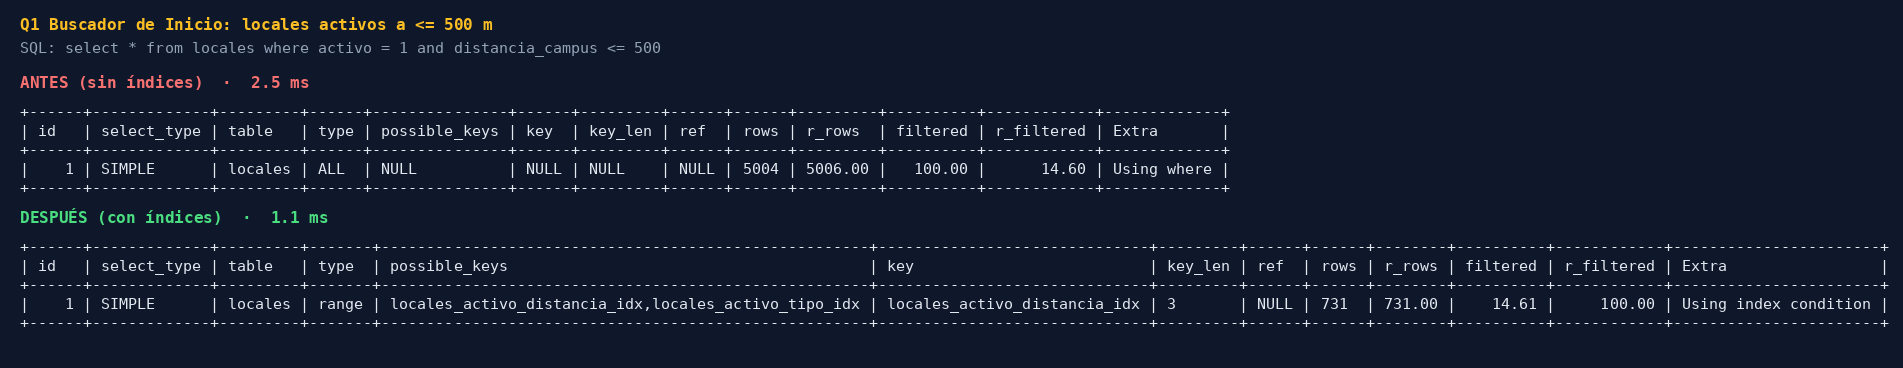 Q1 Buscador de Inicio: locales activos a <= 500 m
SQL: select * from locales where activo = 1 and distancia_campus <= 500
ANTES (sin índices)  ·  2.5 ms
+------+-------------+---------+------+---------------+------+---------+------+------+---------+----------+------------+-------------+
| id   | select_type | table   | type | possible_keys | key  | key_len | ref  | rows | r_rows  | filtered | r_filtered | Extra       |
+------+-------------+---------+------+---------------+------+---------+------+------+---------+----------+------------+-------------+
|    1 | SIMPLE      | locales | ALL  | NULL          | NULL | NULL    | NULL | 5004 | 5006.00 |   100.00 |      14.60 | Using where |
+------+-------------+---------+------+---------------+------+---------+------+------+---------+----------+------------+-------------+
DESPUÉS (con índices)  ·  1.1 ms
+------+-------------+---------+-------+------------------------------------------------------+------------------------------+---------+------+------+--------+----------+------------+-----------------------+
| id   | select_type | table   | type  | possible_keys                                        | key                          | key_len | ref  | rows | r_rows | filtered | r_filtered | Extra                 |
+------+-------------+---------+-------+------------------------------------------------------+------------------------------+---------+------+------+--------+----------+------------+-----------------------+
|    1 | SIMPLE      | locales | range | locales_activo_distancia_idx,locales_activo_tipo_idx | locales_activo_distancia_idx | 3       | NULL | 731  | 731.00 |    14.61 |     100.00 | Using index condition |
+------+-------------+---------+-------+------------------------------------------------------+------------------------------+---------+------+------+--------+----------+------------+-----------------------+